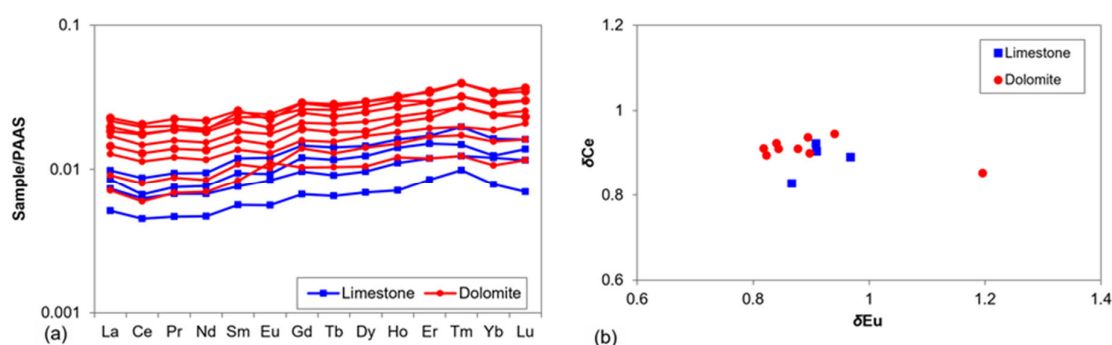 0.1
0.01
0.001
Sample/PAAS
Limestone Dolomite
La Ce Pr Nd Sm Eu Gd Tb Dy Ho Er Tm Yb Lu
(a)
1.2
1
0.8
0.6
δCe
Limestone
Dolomite
0.6 0.8 1 1.2 1.4
δEu
(b)